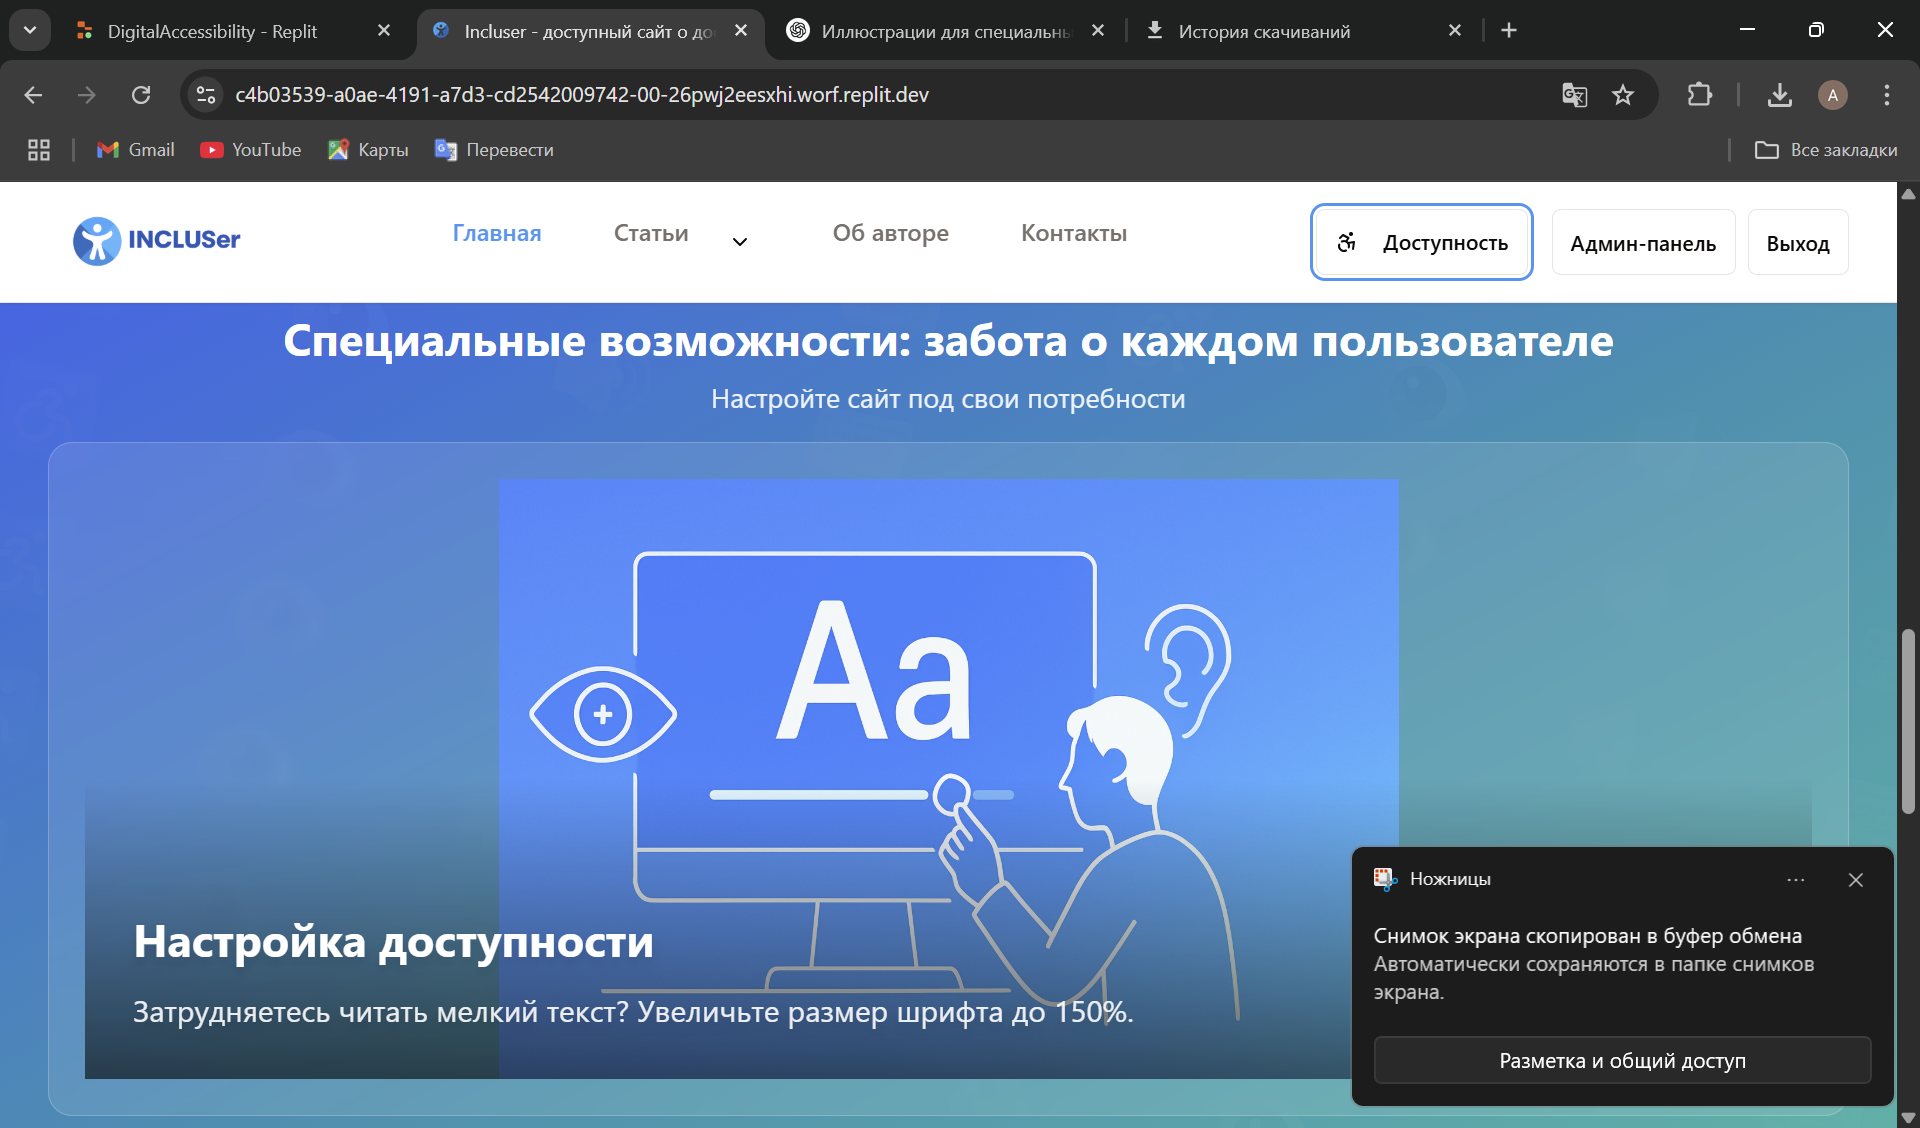 DigitalAccessibility - Replit
Incluser - доступный сайт о до
Иллюстрации для специальны
История скачиваний
c4b03539-a0ae-4191-a7d3-cd2542009742-00-26pwj2eesxhi.worf.replit.dev
A
Gmail
YouTube
Карты
Перевести
Все закладки
INCLUSer
Главная
Статьи
Об авторе
Контакты
Доступность
Админ-панель
Выход
Специальные возможности: забота о каждом пользователе
Настройте сайт под свои потребности
Aa
Настройка доступности
Затрудняетесь читать мелкий текст? Увеличьте размер шрифта до 150%.
Ножницы
Снимок экрана скопирован в буфер обмена
Автоматически сохраняются в папке снимков
экрана.
Разметка и общий доступ